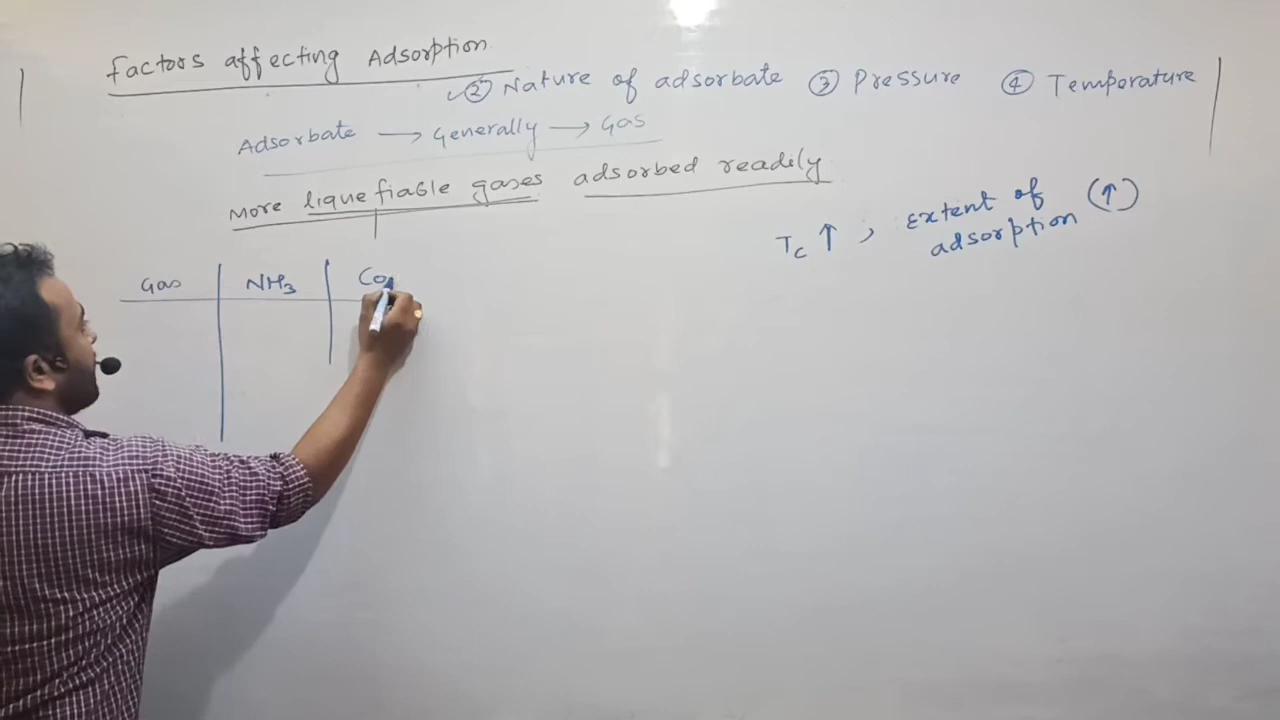 Factors affecting Adsorption
② Nature of adsorbate ③ Pressure ④ Temperature
Adsorbate → Generally → Gas
More liquefiable gases adsorbed readily
Tc ↑ , Extent of adsorption (↑)
Gas | NH3 | Co